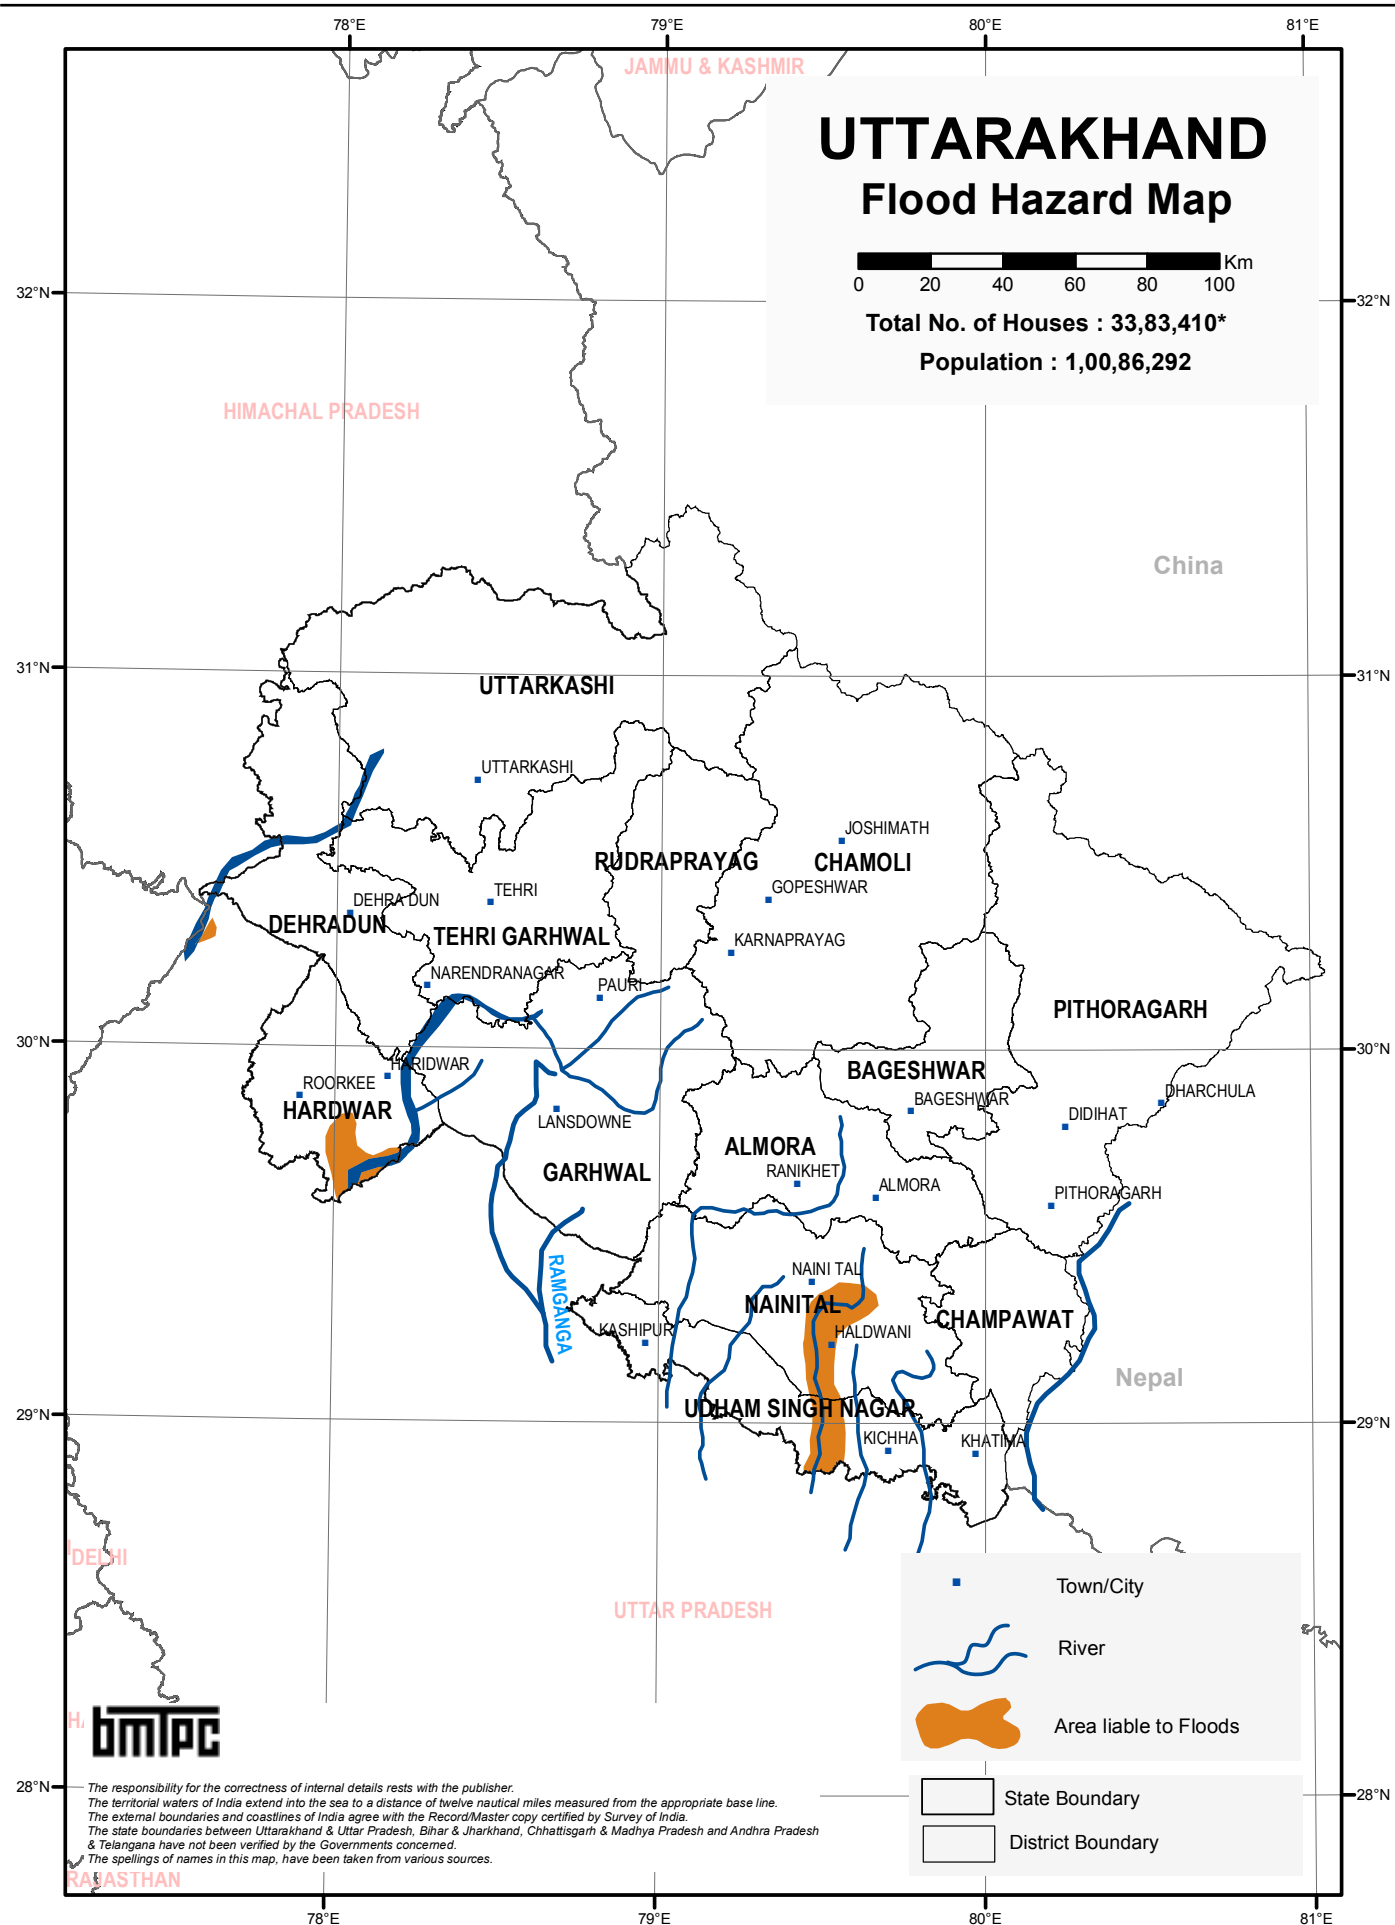 78°E
79°E
80°E
81°E
JAMMU & KASHMIR
UTTARAKHAND
Flood Hazard Map
Km
0 20 40 60 80 100
Total No. of Houses : 33,83,410*
Population : 1,00,86,292
32°N
32°N
HIMACHAL PRADESH
China
31°N
31°N
UTTARKASHI
UTTARKASHI
JOSHIMATH
RUDRAPRAYAG
CHAMOLI
TEHRI
GOPESHWAR
DEHRA DUN
DEHRADUN
TEHRI GARHWAL
KARNAPRAYAG
NARENDRANAGAR
PAURI
PITHORAGARH
30°N
30°N
HARIDWAR
BAGESHWAR
ROORKEE
HARDWAR
BAGESHWAR
DHARCHULA
LANSDOWNE
DIDIHAT
ALMORA
GARHWAL
RANIKHET
ALMORA
PITHORAGARH
RAMGANGA
NAINI TAL
NAINITAL
CHAMPAWAT
KASHIPUR
HALDWANI
Nepal
UDHAM SINGH NAGAR
29°N
29°N
KICHHA
KHATIMA
DELHI
UTTAR PRADESH
Town/City
River
Area liable to Floods
State Boundary
District Boundary
HA
bmTPC
28°N
28°N
The responsibility for the correctness of internal details rests with the publisher.
The territorial waters of India extend into the sea to a distance of twelve nautical miles measured from the appropriate base line.
The external boundaries and coastlines of India agree with the Record/Master copy certified by Survey of India.
The state boundaries between Uttarakhand & Uttar Pradesh, Bihar & Jharkhand, Chhattisgarh & Madhya Pradesh and Andhra Pradesh
& Telangana have not been verified by the Governments concerned.
The spellings of names in this map, have been taken from various sources.
RAJASTHAN
78°E
79°E
80°E
81°E